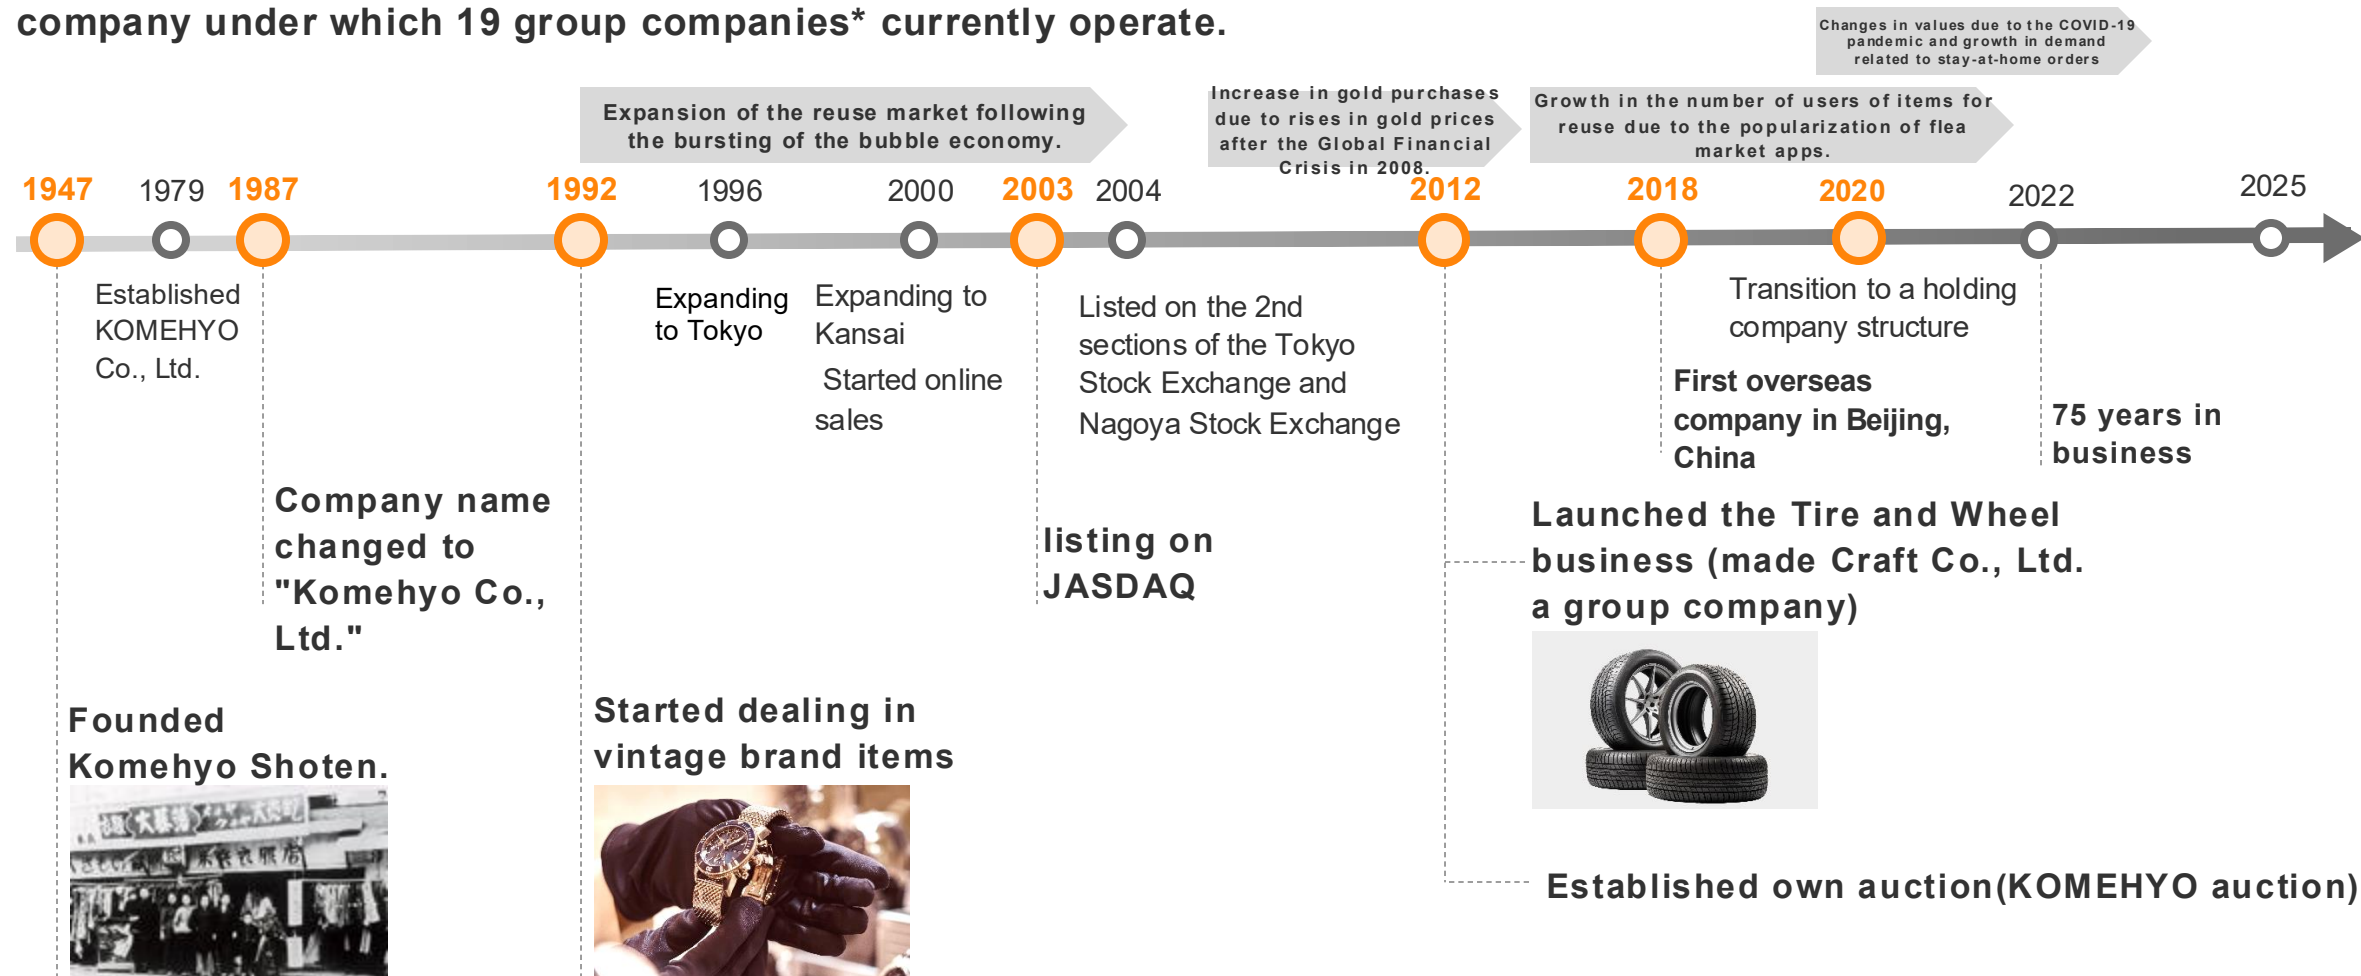 company under which 19 group companies* currently operate.
Changes in values due to the COVID-19
pandemic and growth in demand
related to stay-at-home orders
Expansion of the reuse market following
the bursting of the bubble economy.
Increase in gold purchases
due to rises in gold prices
after the Global Financial
Crisis in 2008.
Growth in the number of users of items for
reuse due to the popularization of flea
market apps.
1947
1979
1987
1992
1996
2000
2003
2004
2012
2018
2020
2022
2025
Established
KOMEHYO
Co., Ltd.
Expanding
to Tokyo
Expanding to
Kansai
Started online
sales
Listed on the 2nd
sections of the Tokyo
Stock Exchange and
Nagoya Stock Exchange
Transition to a holding
company structure
First overseas
company in Beijing,
China
75 years in
business
Company name
changed to
"Komehyo Co.,
Ltd."
listing on
JASDAQ
Launched the Tire and Wheel
business (made Craft Co., Ltd.
a group company)
Founded
Komehyo Shoten.
Started dealing in
vintage brand items
Established own auction(KOMEHYO auction)